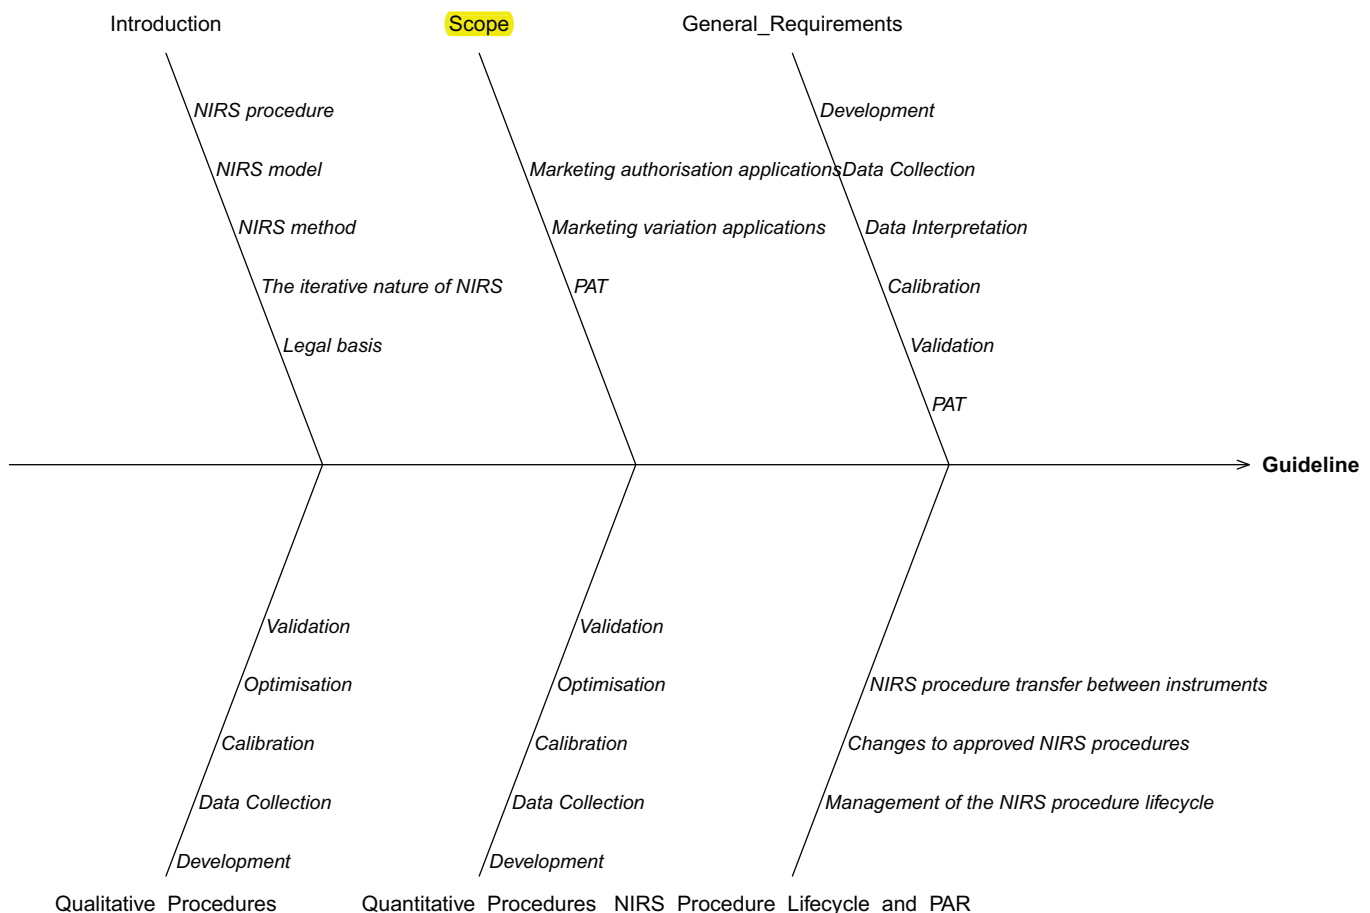 Introduction
Scope
General_Requirements
NIRS procedure
NIRS model
NIRS method
The iterative nature of NIRS
Legal basis
Marketing authorisation applications
Marketing variation applications
PAT
Development
Data Collection
Data Interpretation
Calibration
Validation
PAT
Guideline
Validation
Optimisation
Calibration
Data Collection
Development
Validation
Optimisation
Calibration
Data Collection
Development
NIRS procedure transfer between instruments
Changes to approved NIRS procedures
Management of the NIRS procedure lifecycle
Qualitative Procedures
Quantitative Procedures
NIRS Procedure Lifecycle and PAR